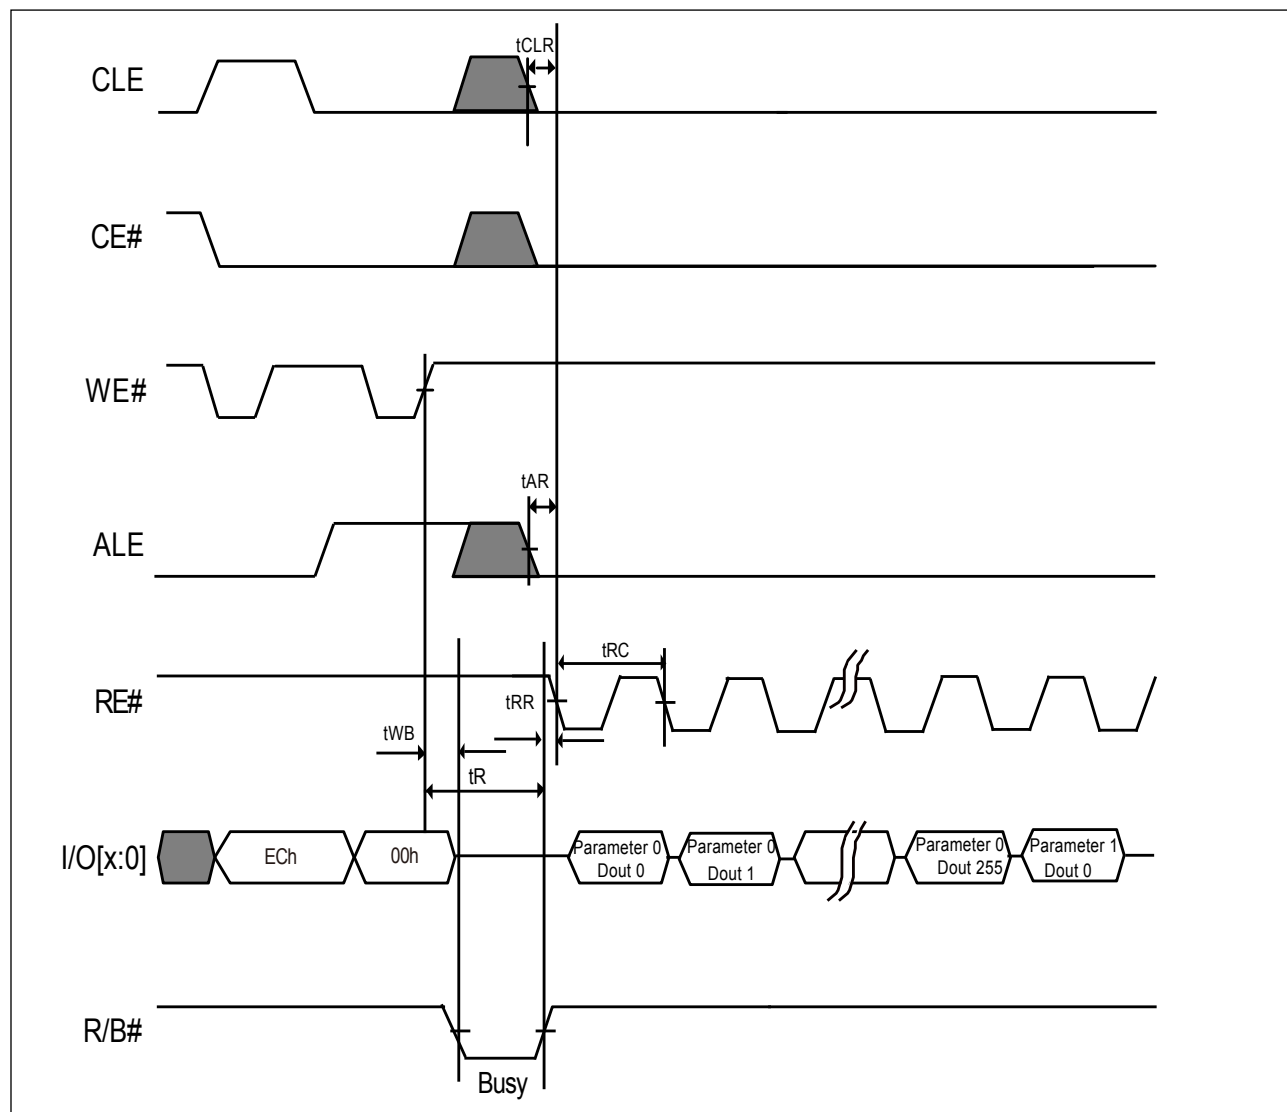 tCLR
CLE
CE#
WE#
tAR
ALE
tRC
RE#
tRR
tWB
tR
I/O[x:0]
ECh
00h
Parameter 0
Dout 0
Parameter 0
Dout 1
Parameter 0
Dout 255
Parameter 1
Dout 0
R/B#
Busy